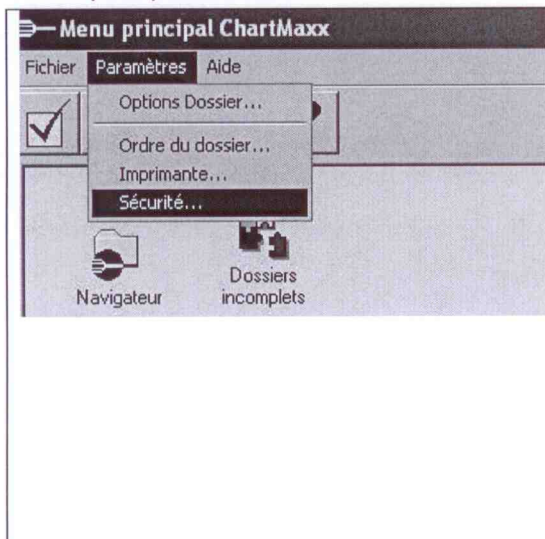 Menu principal ChartMaxx
Fichier Paramètres Aide
Options Dossier...
Ordre du dossier...
Imprimante...
Sécurité...
Navigateur
Dossiers
incomplets